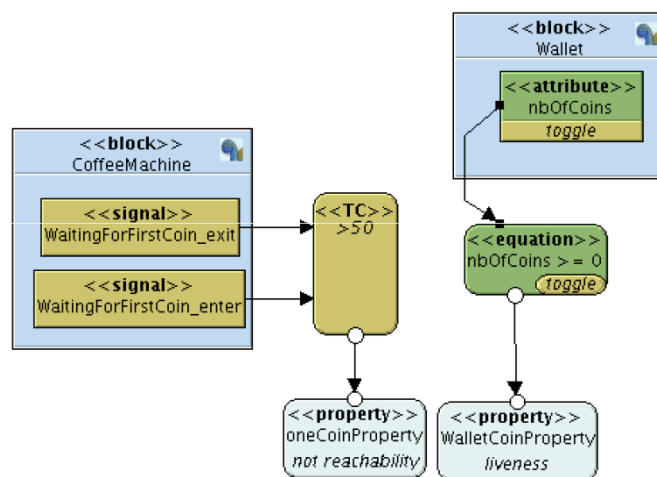 <<block>>
CoffeeMachine
<<signal>>
WaitingForFirstCoin_exit
<<signal>>
WaitingForFirstCoin_enter
<<TC>>
>50
<<property>>
oneCoinProperty
not reachability
<<block>>
Wallet
<<attribute>>
nbOfCoins
toggle
<<equation>>
nbOfCoins > = 0
toggle
<<property>>
WalletCoinProperty
liveness